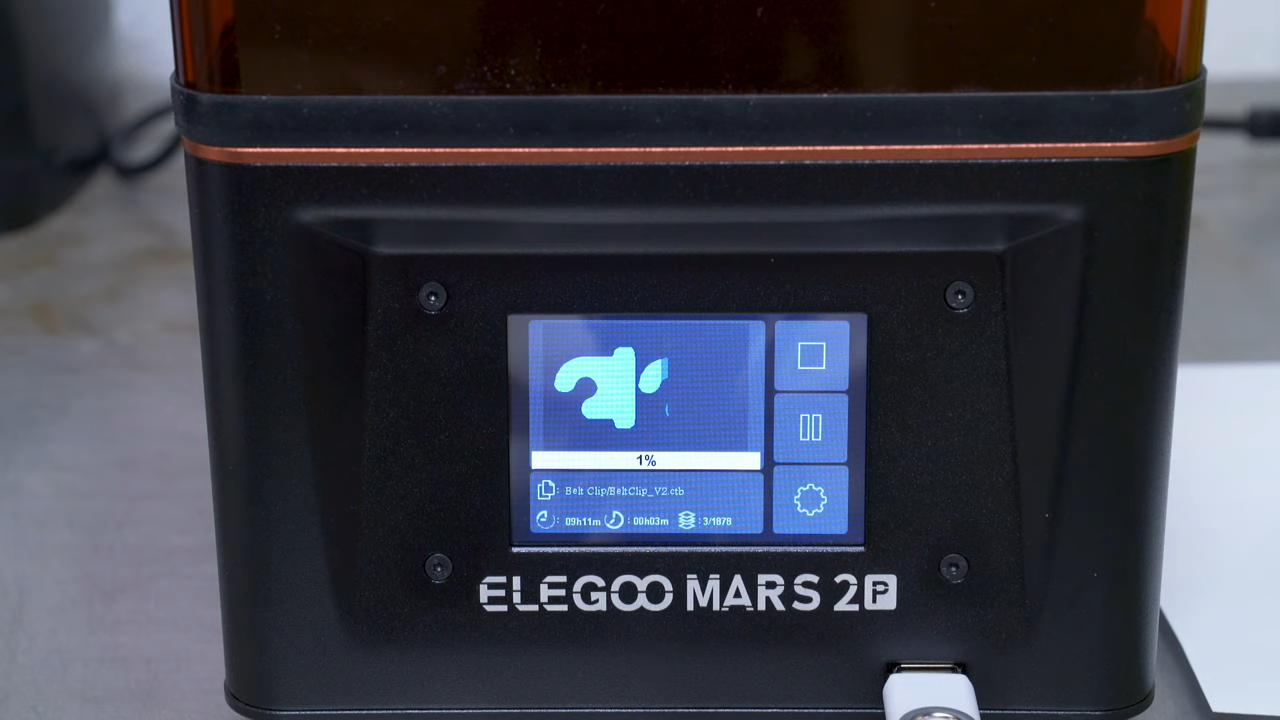 1%
: Belt Clip/BeltClip_V2.ctb
: 09h11m : 00h03m : 3/1878
ELEGOO MARS 2P